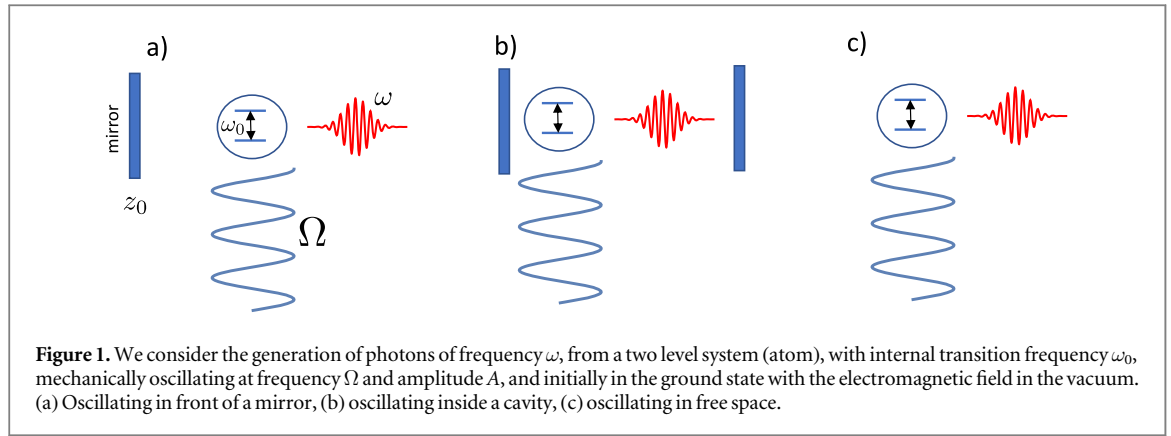 a)
b)
c)
mirror
ω₀
ω
z₀
Ω
Figure 1. We consider the generation of photons of frequency ω, from a two level system (atom), with internal transition frequency ω₀,
mechanically oscillating at frequency Ω and amplitude A, and initially in the ground state with the electromagnetic field in the vacuum.
(a) Oscillating in front of a mirror, (b) oscillating inside a cavity, (c) oscillating in free space.